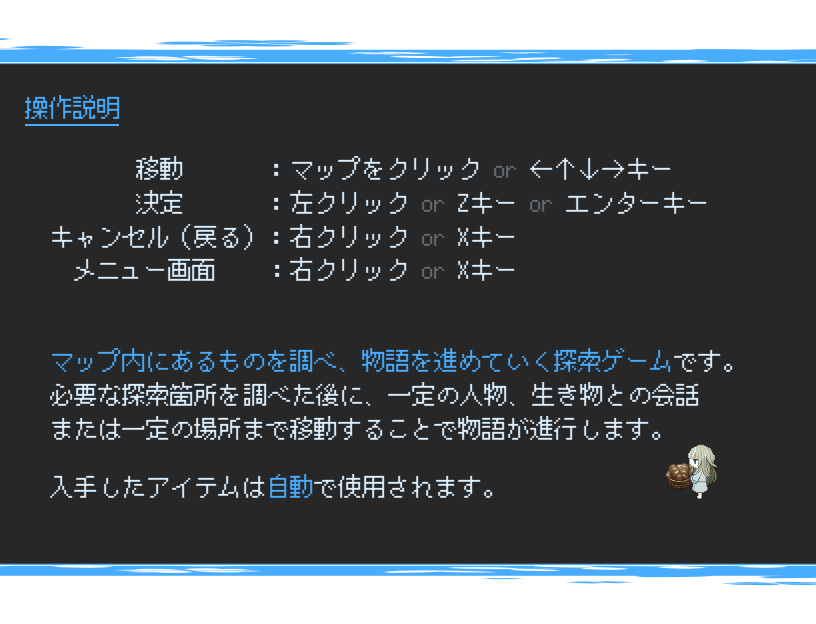 操作説明
移動 ：マップをクリック or ←↑↓→キー
決定 ：左クリック or Zキー or エンターキー
キャンセル（戻る）：右クリック or Xキー
メニュー画面 ：右クリック or Xキー
マップ内にあるものを調べ、物語を進めていく探索ゲームです。
必要な探索箇所を調べた後に、一定の人物、生き物との会話
または一定の場所まで移動することで物語が進行します。
入手したアイテムは自動で使用されます。